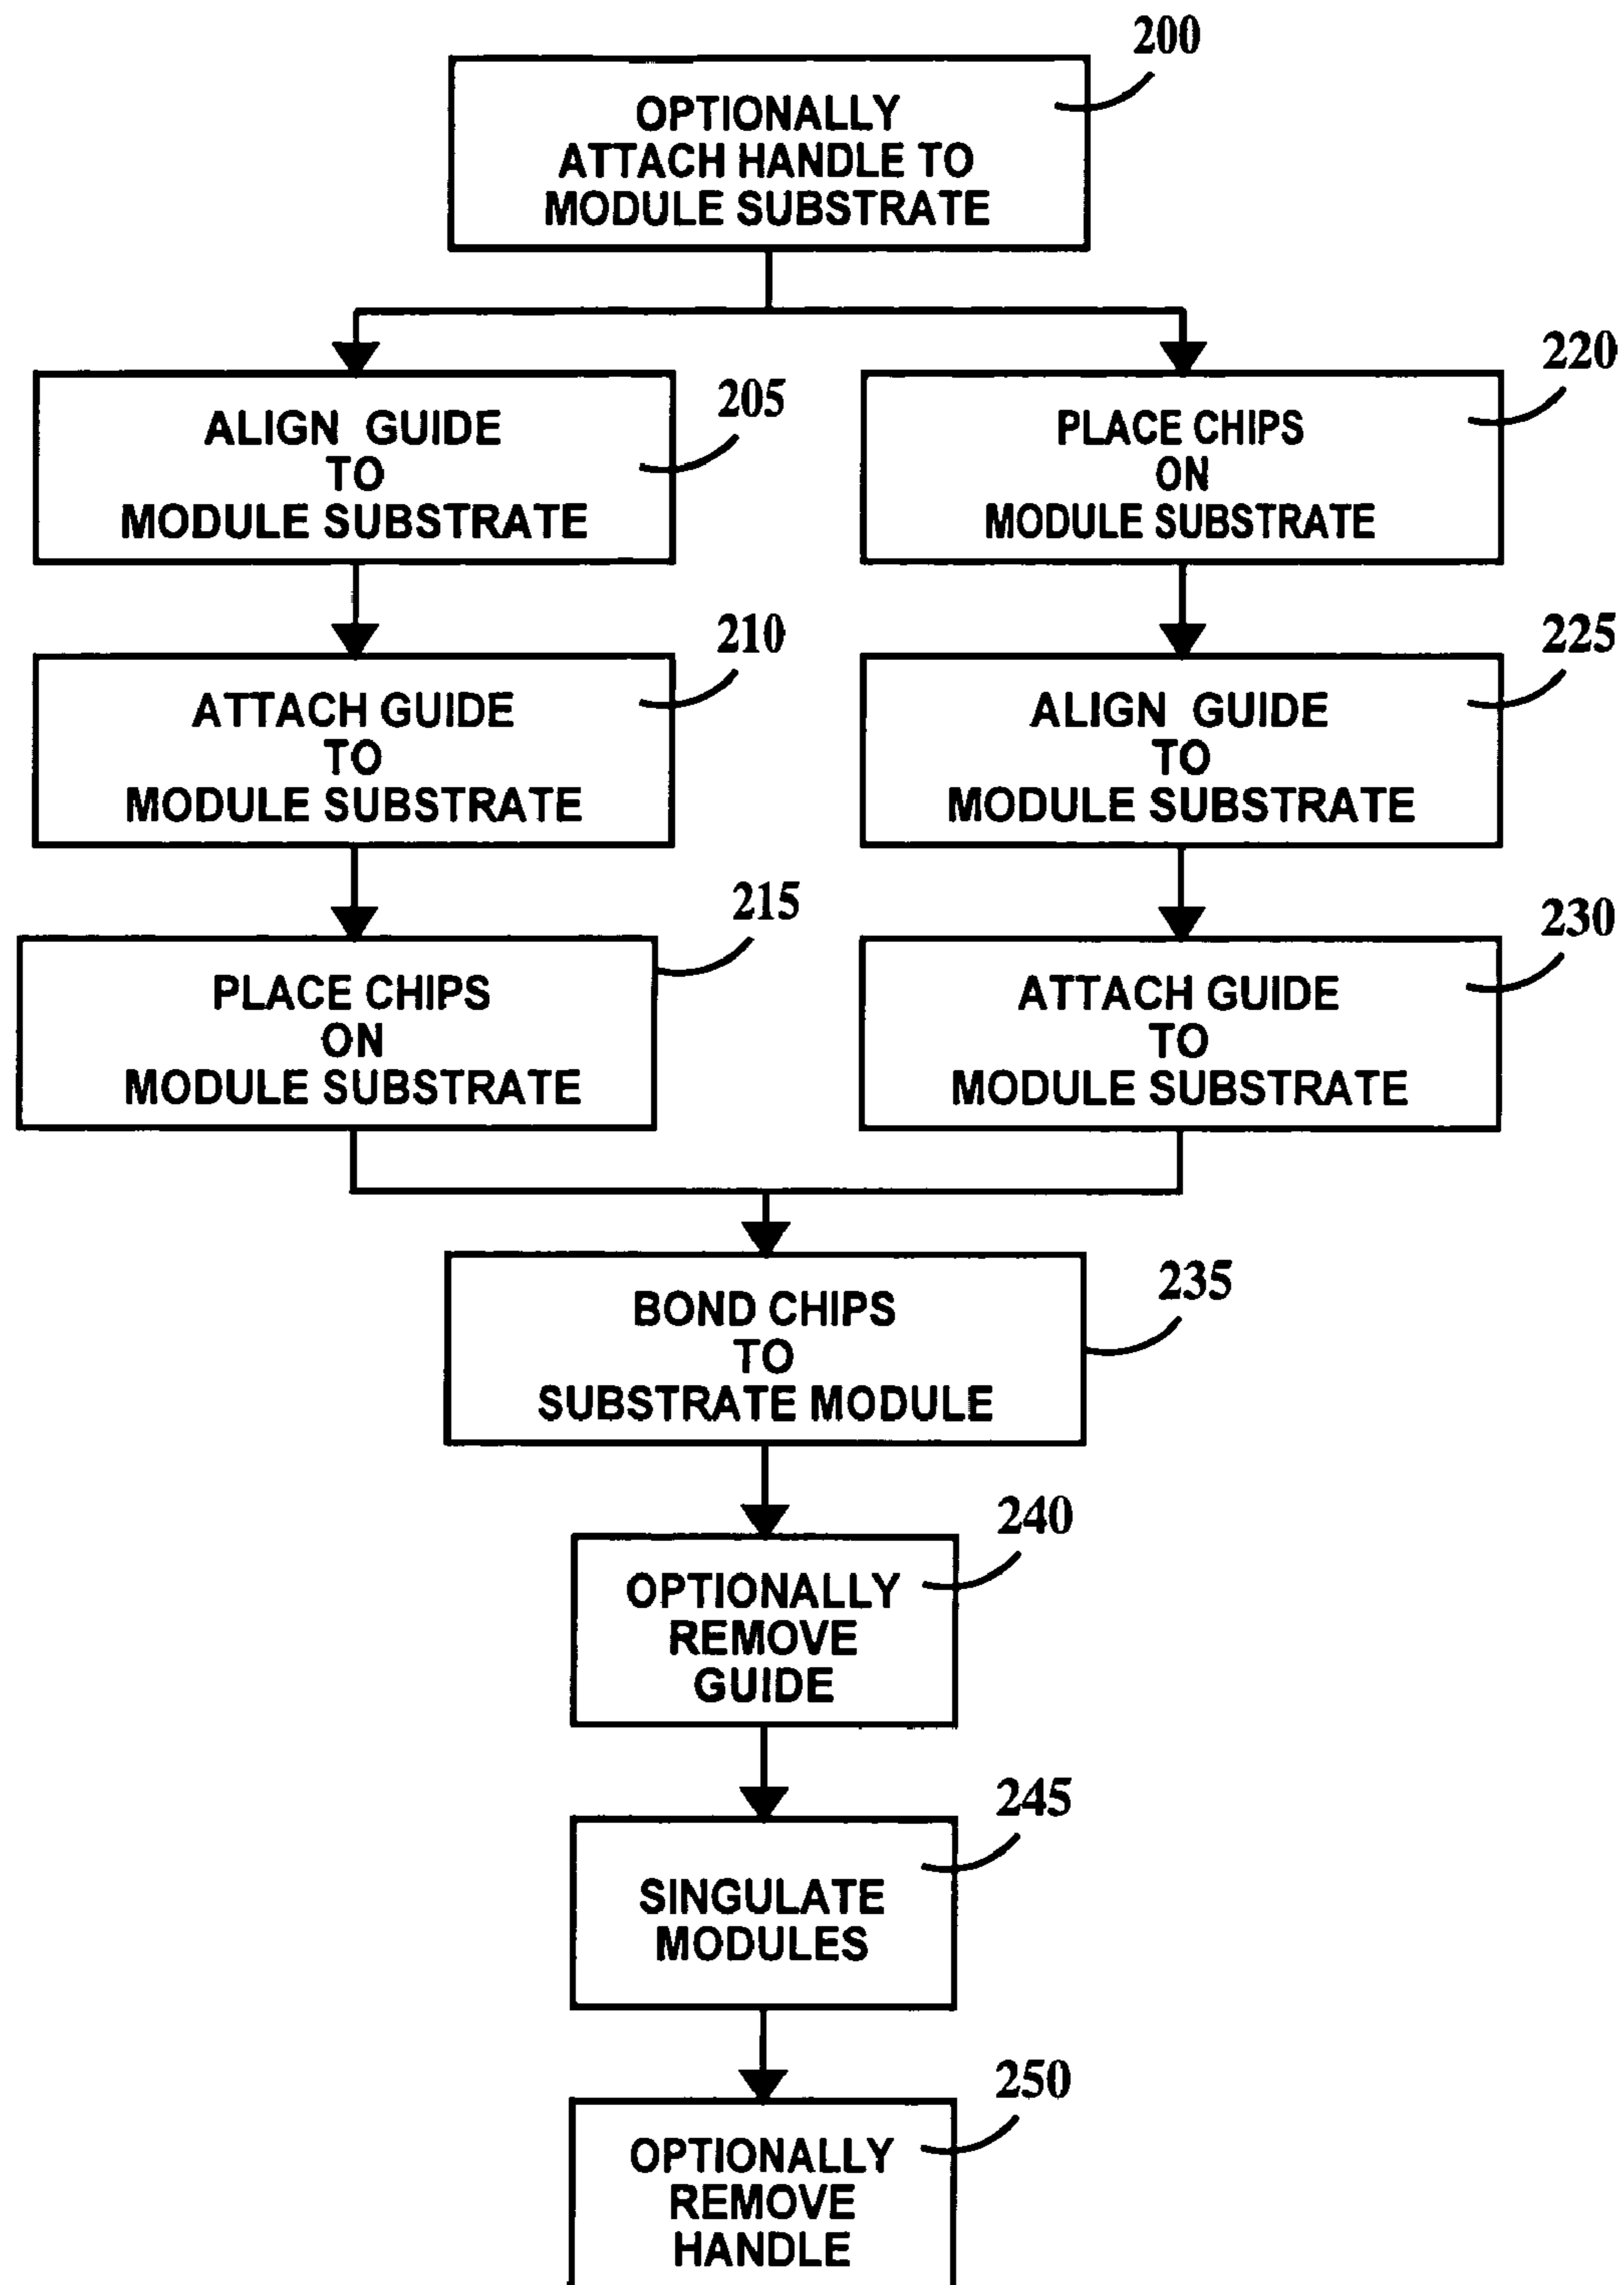 200
OPTIONALLY
ATTACH HANDLE TO
MODULE SUBSTRATE
205
ALIGN GUIDE
TO
MODULE SUBSTRATE
210
ATTACH GUIDE
TO
MODULE SUBSTRATE
215
PLACE CHIPS
ON
MODULE SUBSTRATE
220
PLACE CHIPS
ON
MODULE SUBSTRATE
225
ALIGN GUIDE
TO
MODULE SUBSTRATE
230
ATTACH GUIDE
TO
MODULE SUBSTRATE
235
BOND CHIPS
TO
SUBSTRATE MODULE
240
OPTIONALLY
REMOVE
GUIDE
245
SINGULATE
MODULES
250
OPTIONALLY
REMOVE
HANDLE